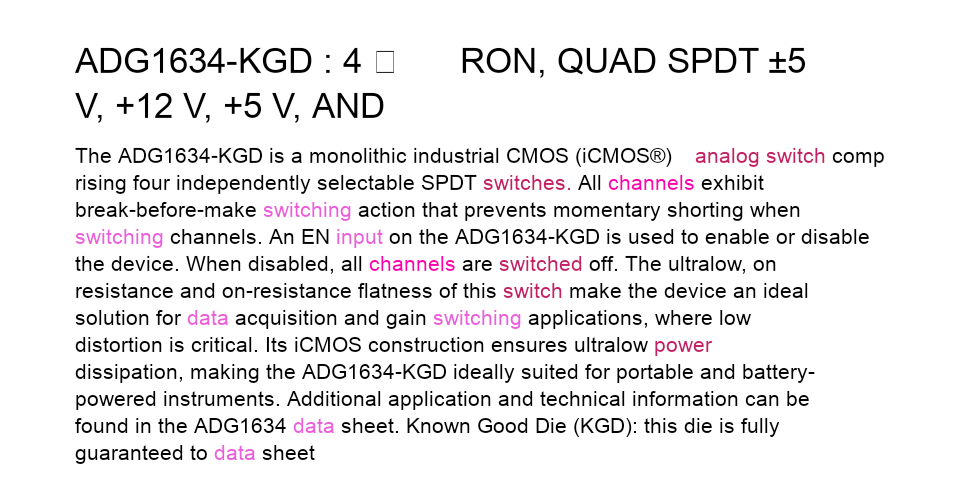 ADG1634-KGD : 4 □ RON, QUAD SPDT ±5
V, +12 V, +5 V, AND
The ADG1634-KGD is a monolithic industrial CMOS (iCMOS®) analog switch comp
rising four independently selectable SPDT switches. All channels exhibit
break-before-make switching action that prevents momentary shorting when
switching channels. An EN input on the ADG1634-KGD is used to enable or disable
the device. When disabled, all channels are switched off. The ultralow, on
resistance and on-resistance flatness of this switch make the device an ideal
solution for data acquisition and gain switching applications, where low
distortion is critical. Its iCMOS construction ensures ultralow power
dissipation, making the ADG1634-KGD ideally suited for portable and battery-
powered instruments. Additional application and technical information can be
found in the ADG1634 data sheet. Known Good Die (KGD): this die is fully
guaranteed to data sheet